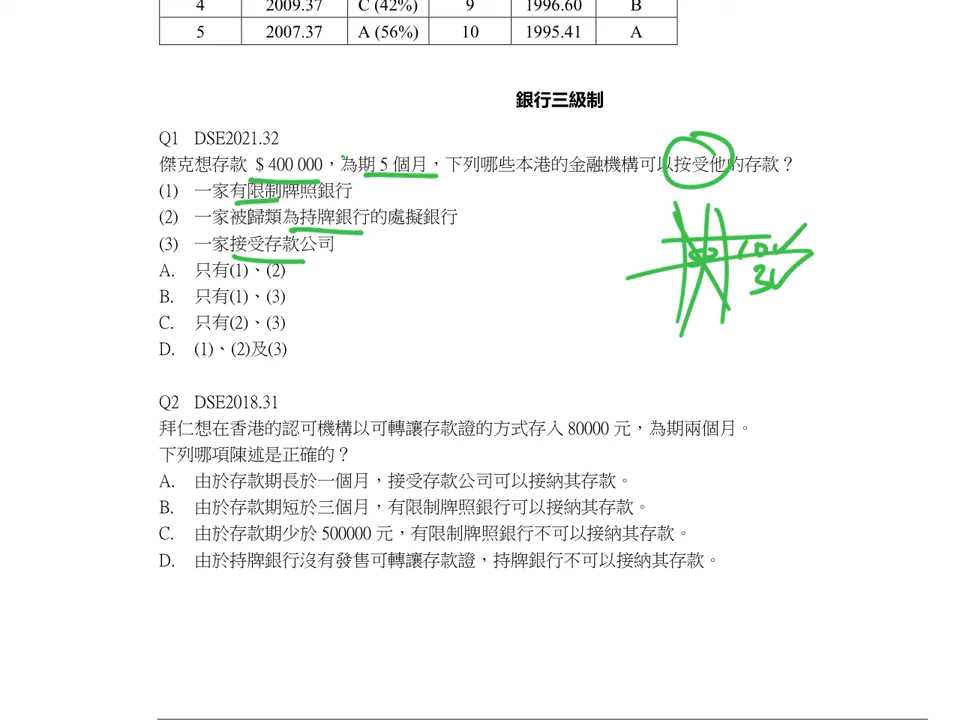 4 2009.37 C (42%) 9 1996.60 B
5 2007.37 A (56%) 10 1995.41 A
銀行三級制
Q1 DSE2021.32
傑克想存款 $ 400 000，為期 5 個月，下列哪些本港的金融機構可以按受他的存款？
(1) 一家有限制牌照銀行
(2) 一家被歸類為持牌銀行的處擬銀行
(3) 一家接受存款公司
A. 只有(1)、(2)
B. 只有(1)、(3)
C. 只有(2)、(3)
D. (1)、(2)及(3)
Q2 DSE2018.31
拜仁想在香港的認可機構以可轉讓存款證的方式存入 80000 元，為期兩個月。
下列哪項陳述是正確的？
A. 由於存款期長於一個月，接受存款公司可以接納其存款。
B. 由於存款期短於三個月，有限制牌照銀行可以接納其存款。
C. 由於存款期少於 500000 元，有限制牌照銀行不可以接納其存款。
D. 由於持牌銀行沒有發售可轉讓存款證，持牌銀行不可以接納其存款。